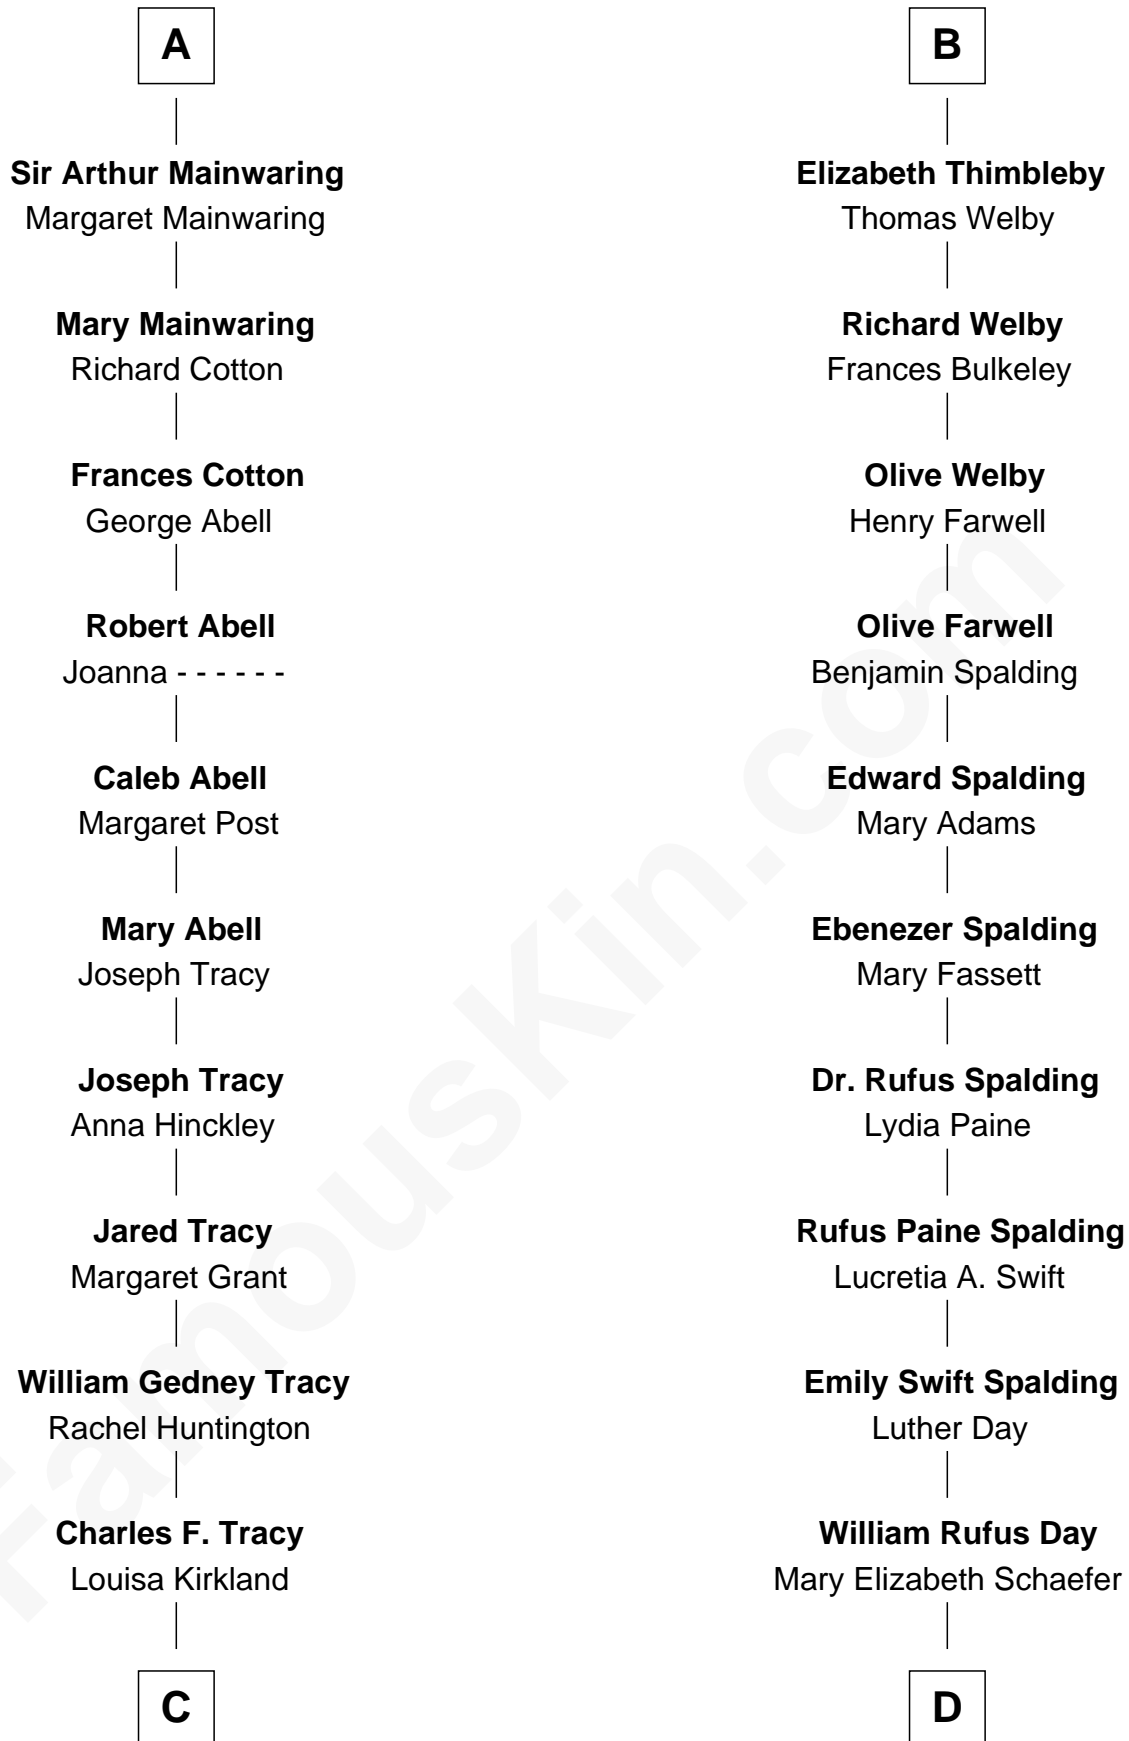 A
Sir Arthur Mainwaring
Margaret Mainwaring
Mary Mainwaring
Richard Cotton
Frances Cotton
George Abell
Robert Abell
Joanna - - - - - -
Caleb Abell
Margaret Post
Mary Abell
Joseph Tracy
Joseph Tracy
Anna Hinckley
Jared Tracy
Margaret Grant
William Gedney Tracy
Rachel Huntington
Charles F. Tracy
Louisa Kirkland
C
B
Elizabeth Thimbleby
Thomas Welby
Richard Welby
Frances Bulkeley
Olive Welby
Henry Farwell
Olive Farwell
Benjamin Spalding
Edward Spalding
Mary Adams
Ebenezer Spalding
Mary Fassett
Dr. Rufus Spalding
Lydia Paine
Rufus Paine Spalding
Lucretia A. Swift
Emily Swift Spalding
Luther Day
William Rufus Day
Mary Elizabeth Schaefer
D
FamousKin.com